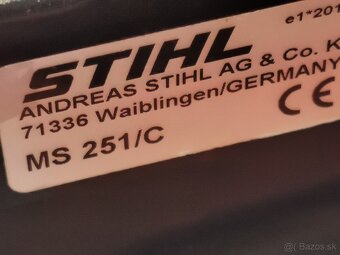 e1*201
STIHL
ANDREAS STIHL AG & Co. K
71336 Waiblingen/GERMANY
CE
MS 251/C
Bazos.sk